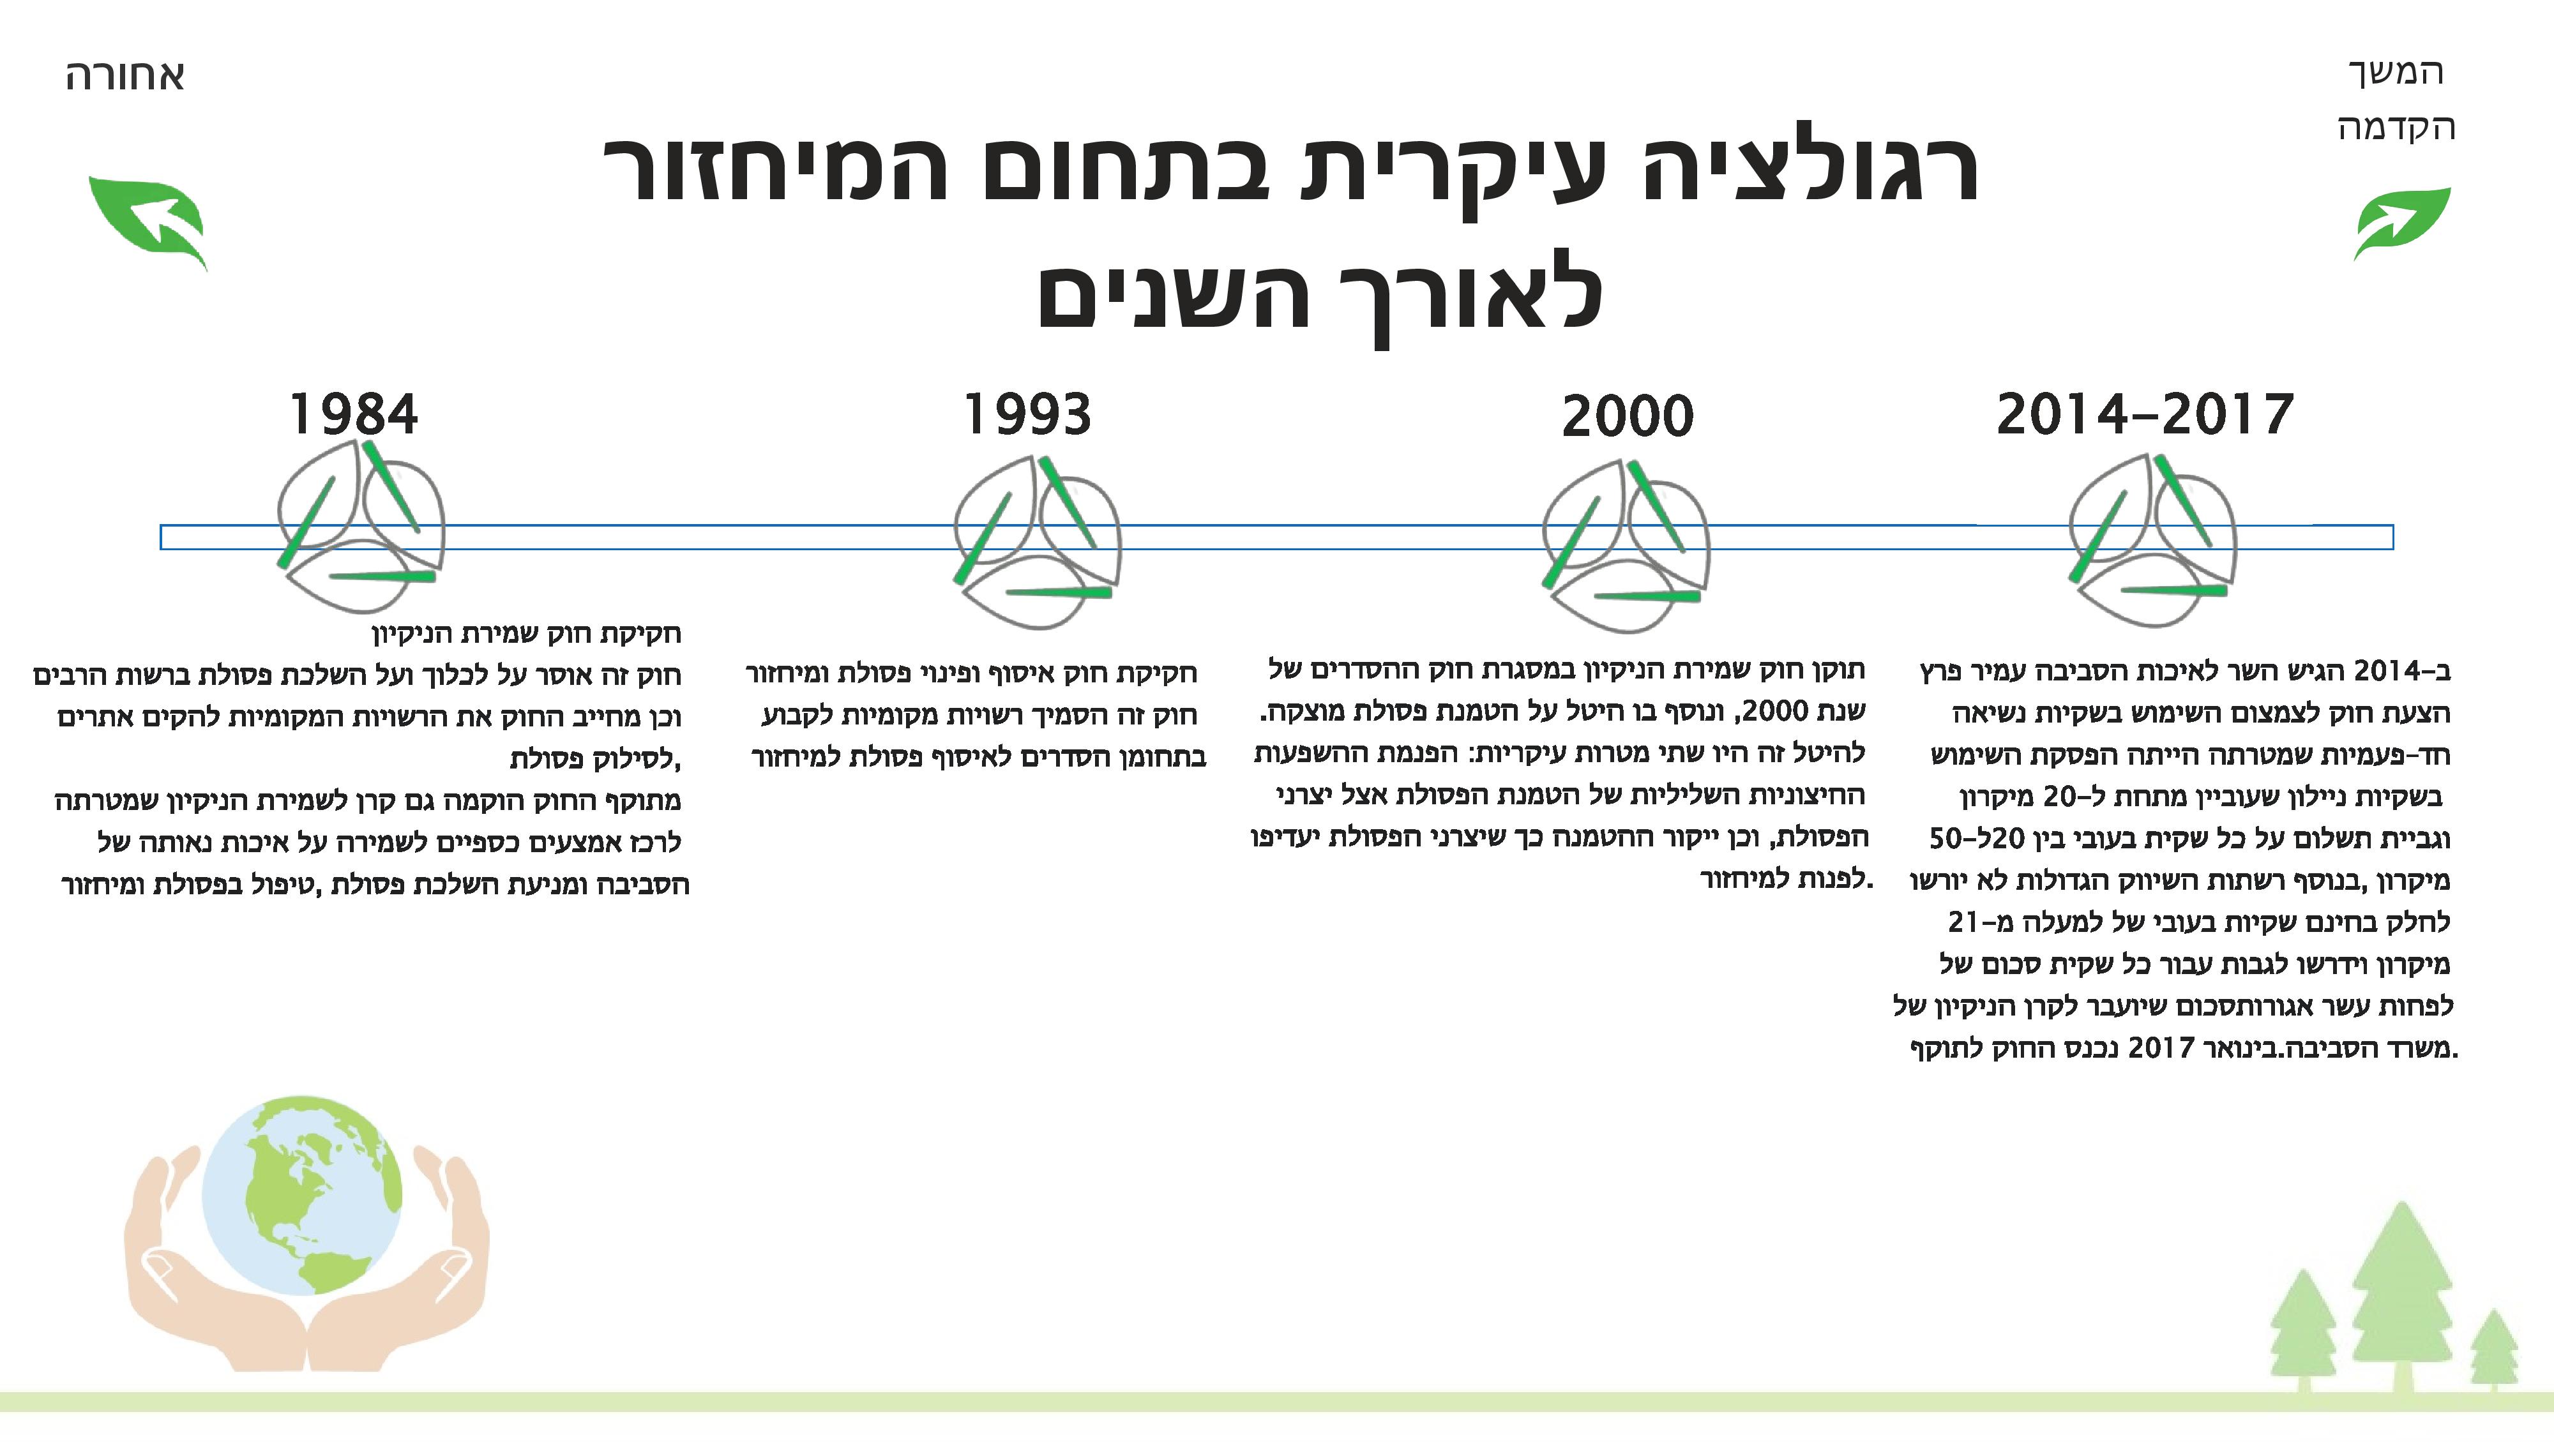 אחורה
המשך
הקדמה
רגולציה עיקרית בתחום המיחזור
לאורך השנים
1984
חקיקת חוק שמירת הניקיון
חוק זה אוסר על לכלוך ועל השלכת פסולת ברשות הרבים
וכן מחייב החוק את הרשויות המקומיות להקים אתרים
לסילוק פסולת,
מתוקף החוק הוקמה גם קרן לשמירת הניקיון שמטרתה
לרכז אמצעים כספיים לשמירה על איכות נאותה של
הסביבה ומניעת השלכת פסולת ,טיפול בפסולת ומיחזור
1993
חקיקת חוק איסוף ופינוי פסולת ומיחזור
חוק זה הסמיך רשויות מקומיות לקבוע
בתחומן הסדרים לאיסוף פסולת למיחזור
2000
תוקן חוק שמירת הניקיון במסגרת חוק ההסדרים של
שנת 2000, ונוסף בו היטל על הטמנת פסולת מוצקה.
להיטל זה היו שתי מטרות עיקריות: הפנמת ההשפעות
החיצוניות השליליות של הטמנת הפסולת אצל יצרני
הפסולת, וכן ייקור ההטמנה כך שיצרני הפסולת יעדיפו
לפנות למיחזור.
2014-2017
ב-2014 הגיש השר לאיכות הסביבה עמיר פרץ
הצעת חוק לצמצום השימוש בשקיות נשיאה
חד-פעמיות שמטרתה הייתה הפסקת השימוש
בשקיות ניילון שעוביין מתחת ל-20 מיקרון
וגביית תשלום על כל שקית בעובי בין 20ל-50
מיקרון ,בנוסף רשתות השיווק הגדולות לא יורשו
לחלק בחינם שקיות בעובי של למעלה מ-21
מיקרון וידרשו לגבות עבור כל שקית סכום של
לפחות עשר אגורותסכום שיועבר לקרן הניקיון של
משרד הסביבה.בינואר 2017 נכנס החוק לתוקף.